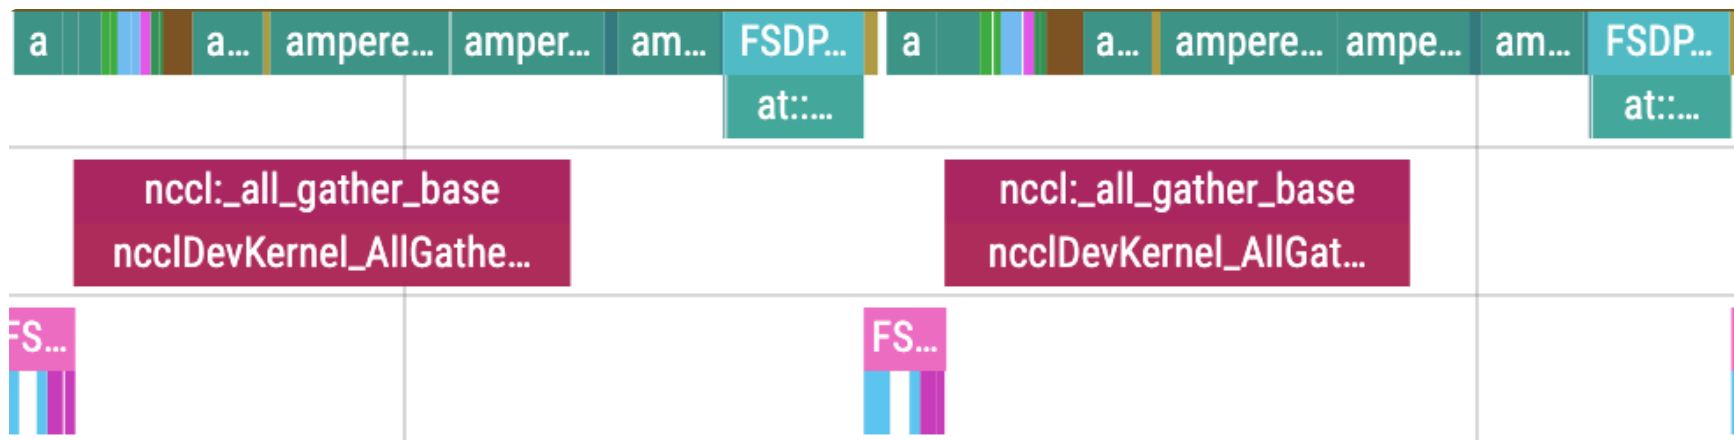 a a… ampere… amper… am… FSDP… a a… ampere… ampe… am… FSDP…
at::… at::…
nccl:_all_gather_base nccl:_all_gather_base
ncclDevKernel_AllGathe… ncclDevKernel_AllGat…
FS… FS…